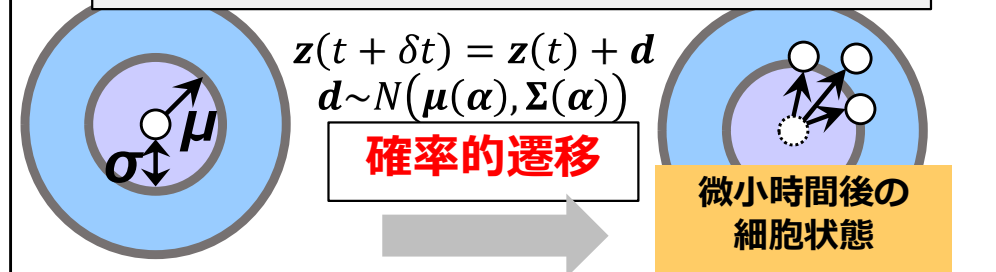 z(t + δt) = z(t) + d
d~N(μ(α), Σ(α))
μ
σ
確率的遷移
微小時間後の
細胞状態